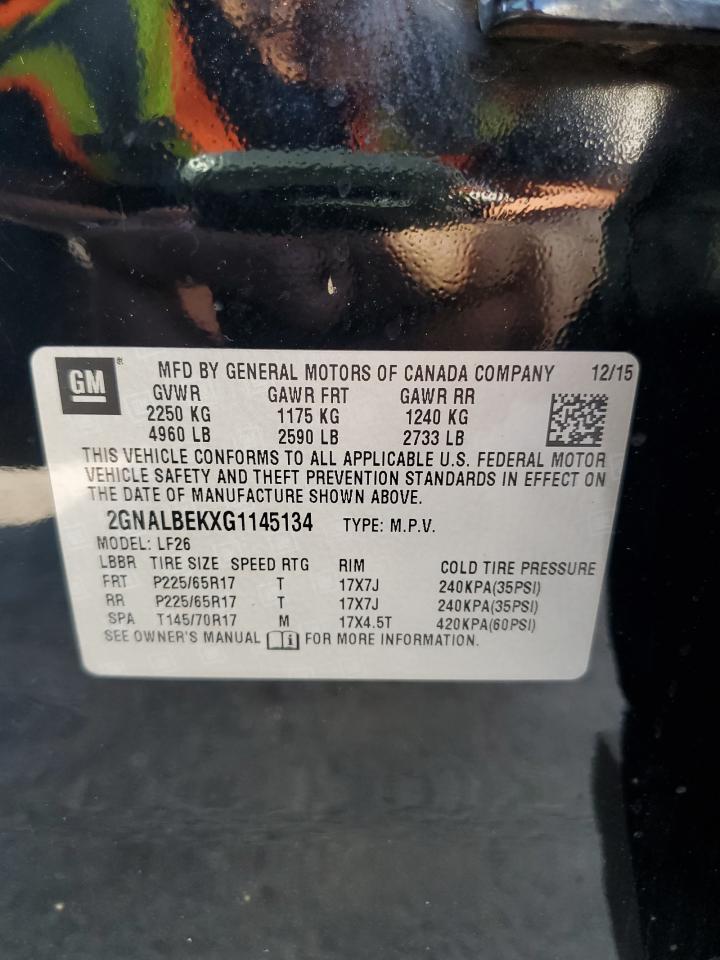 GM® MFD BY GENERAL MOTORS OF CANADA COMPANY 12/15
GVWR GAWR FRT GAWR RR
2250 KG 1175 KG 1240 KG
4960 LB 2590 LB 2733 LB
THIS VEHICLE CONFORMS TO ALL APPLICABLE U.S. FEDERAL MOTOR
VEHICLE SAFETY AND THEFT PREVENTION STANDARDS IN EFFECT ON
THE DATE OF MANUFACTURE SHOWN ABOVE.
2GNALBEKXG1145134 TYPE: M.P.V.
MODEL: LF26
LBBR TIRE SIZE SPEED RTG RIM COLD TIRE PRESSURE
FRT P225/65R17 T 17X7J 240KPA(35PSI)
RR P225/65R17 T 17X7J 240KPA(35PSI)
SPA T145/70R17 M 17X4.5T 420KPA(60PSI)
SEE OWNER'S MANUAL i FOR MORE INFORMATION.